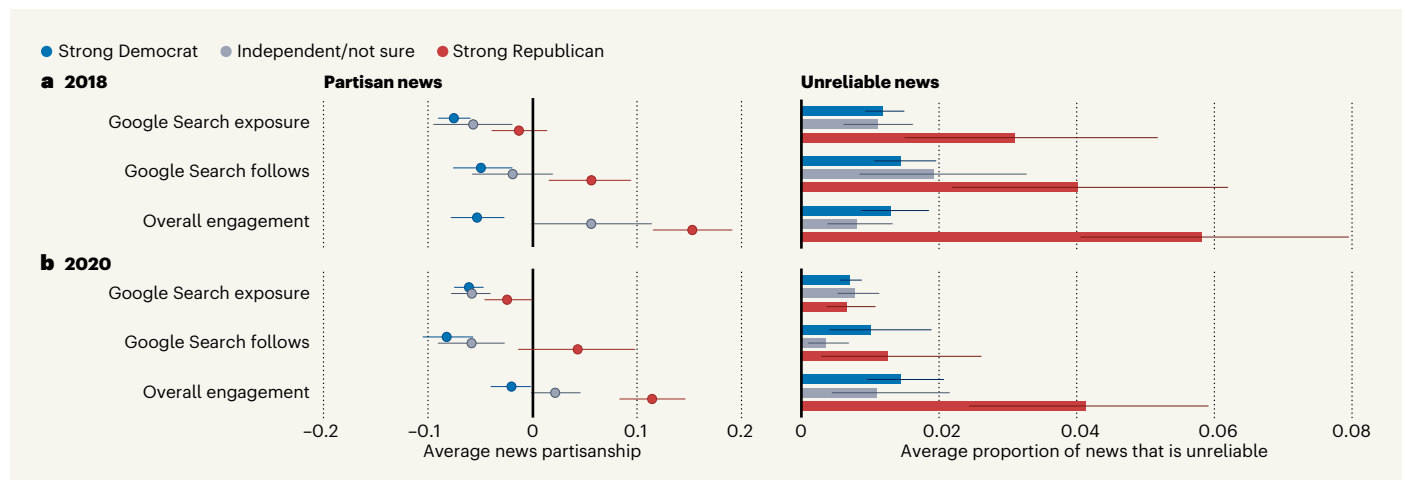 Strong Democrat Independent/not sure Strong Republican
a 2018 Partisan news Unreliable news
Google Search exposure
Google Search follows
Overall engagement
b 2020
Google Search exposure
Google Search follows
Overall engagement
–0.2 –0.1 0 0.1 0.2 0 0.02 0.04 0.06 0.08
Average news partisanship Average proportion of news that is unreliable